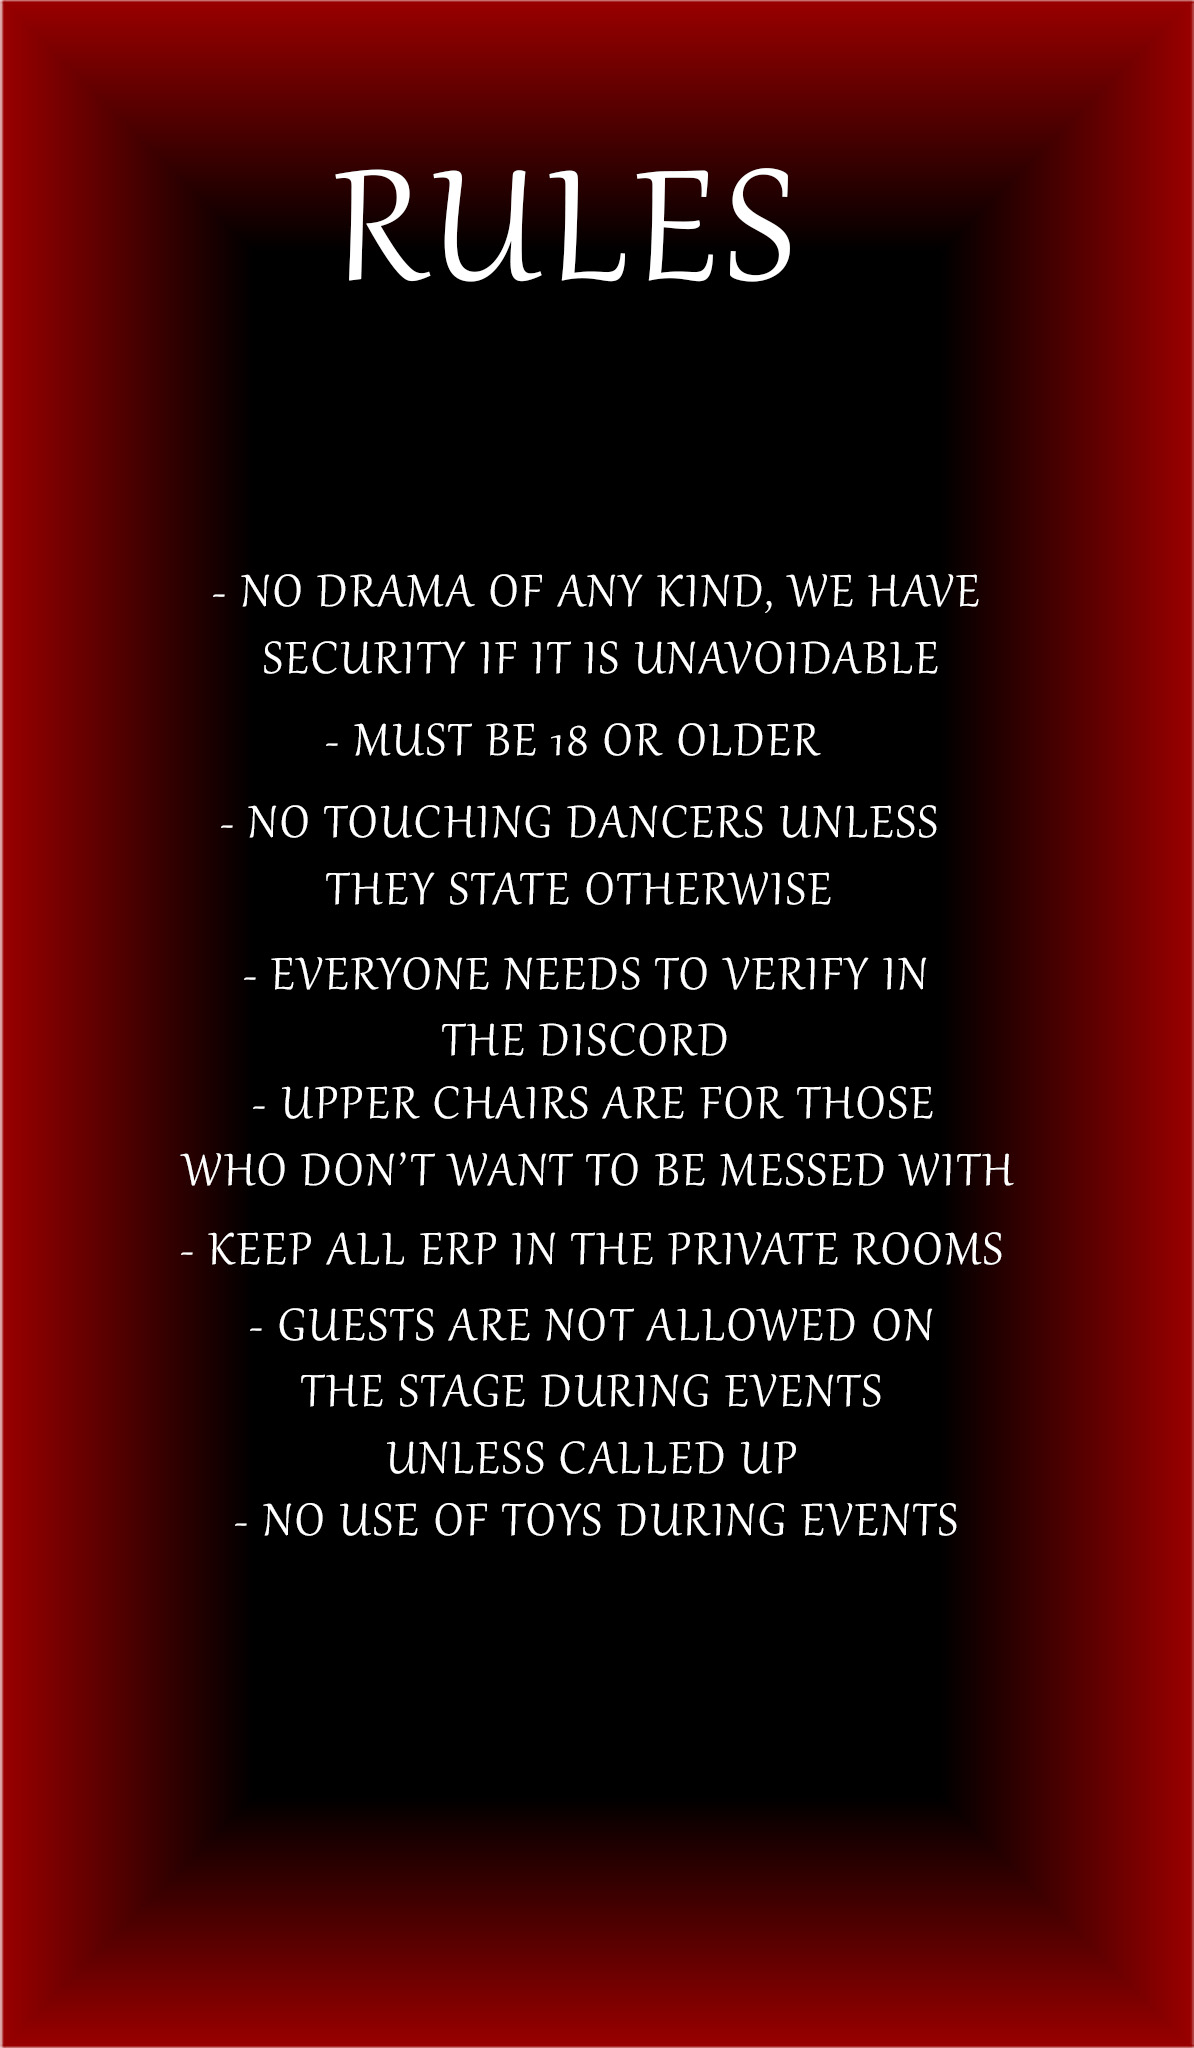 RULES
- NO DRAMA OF ANY KIND, WE HAVE
SECURITY IF IT IS UNAVOIDABLE
- MUST BE 18 OR OLDER
- NO TOUCHING DANCERS UNLESS
THEY STATE OTHERWISE
- EVERYONE NEEDS TO VERIFY IN
THE DISCORD
- UPPER CHAIRS ARE FOR THOSE
WHO DON’T WANT TO BE MESSED WITH
- KEEP ALL ERP IN THE PRIVATE ROOMS
- GUESTS ARE NOT ALLOWED ON
THE STAGE DURING EVENTS
UNLESS CALLED UP
- NO USE OF TOYS DURING EVENTS